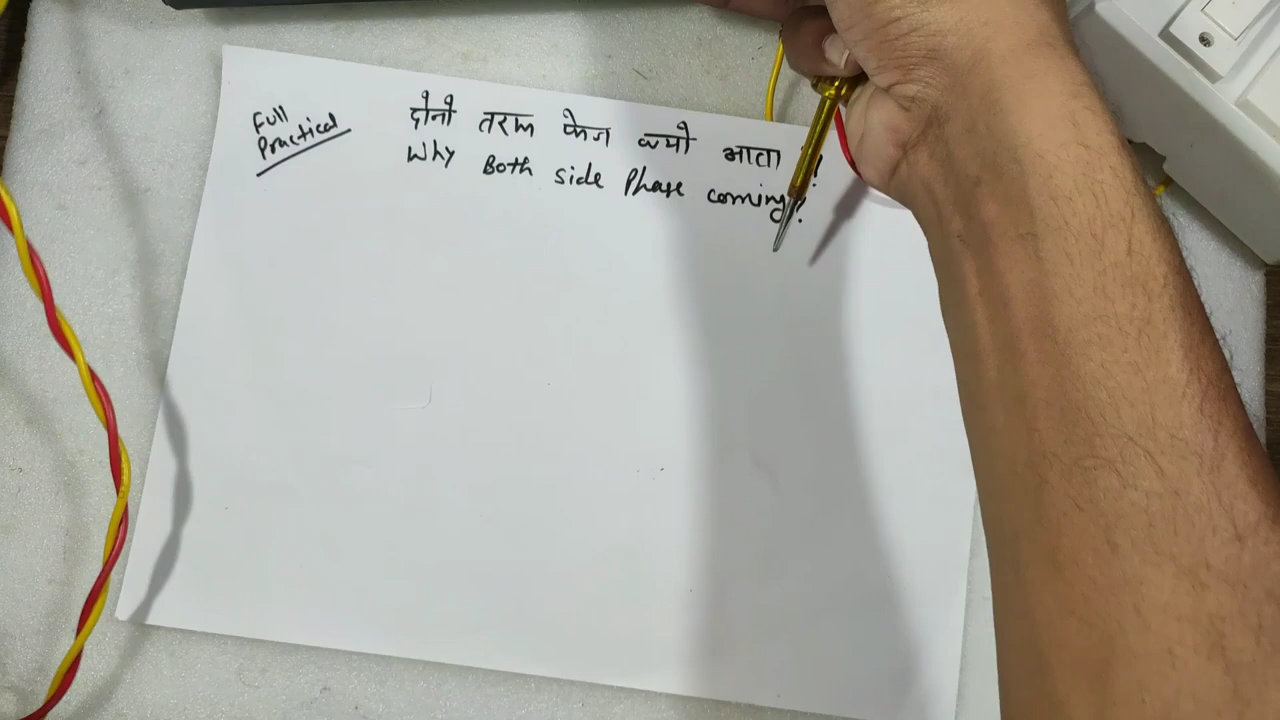 Full
Practical
दोनो तरफ फेज क्यो आता ?
Why Both side Phase coming?